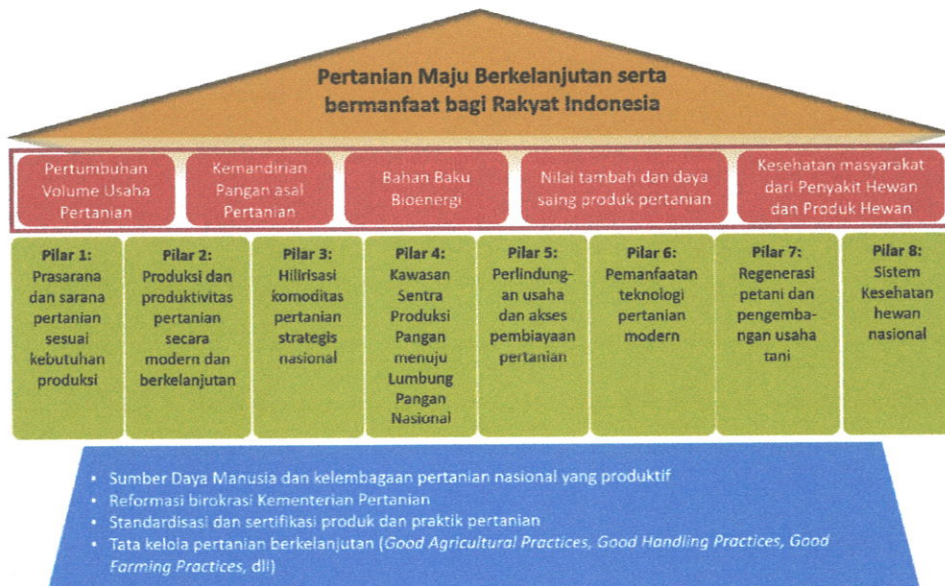 Pertanian Maju Berkelanjutan serta
bermanfaat bagi Rakyat Indonesia
Pertumbuhan
Volume Usaha
Pertanian
Kemandirian
Pangan asal
Pertanian
Bahan Baku
Bioenergi
Nilai tambah dan daya
saing produk pertanian
Kesehatan masyarakat
dari Penyakit Hewan
dan Produk Hewan
Pilar 1:
Prasarana
dan sarana
pertanian
sesuai
kebutuhan
produksi
Pilar 2:
Produksi dan
produktivitas
pertanian
secara
modern dan
berkelanjutan
Pilar 3:
Hilirisasi
komoditas
pertanian
strategis
nasional
Pilar 4:
Kawasan
Sentra
Produksi
Pangan
menuju
Lumbung
Pangan
Nasional
Pilar 5:
Perlindung-
an usaha
dan akses
pembiayaan
pertanian
Pilar 6:
Pemanfaatan
teknologi
pertanian
modern
Pilar 7:
Regenerasi
petani dan
pengemba-
ngan usaha
tani
Pilar 8:
Sistem
Kesehatan
hewan
nasional
• Sumber Daya Manusia dan kelembagaan pertanian nasional yang produktif
• Reformasi birokrasi Kementerian Pertanian
• Standardisasi dan sertifikasi produk dan praktik pertanian
• Tata kelola pertanian berkelanjutan (Good Agricultural Practices, Good Handling Practices, Good
Farming Practices, dll)